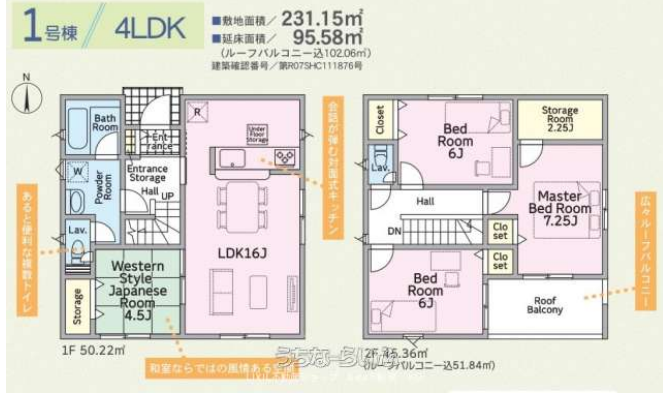 1号棟 / 4LDK
■敷地面積／ 231.15㎡
■延床面積／ 95.58㎡
(ルーフバルコニー込102.06㎡)
建築確認番号／第R07SHC111876号
N
Bath Room
Ent-rance
R
Under Floor Storage
会話が弾む対面式キッチン
Entrance Storage
W
Powder Room
Hall
UP
Lav.
あると便利な複数トイレ
LDK16J
Western Style Japanese Room 4.5J
Storage
1F 50.22㎡
和室ならではの風情ある空間
Closet
Bed Room 6J
Storage Room 2.25J
Lav.
Hall
Master Bed Room 7.25J
DN
Clo set
Clo set
Bed Room 6J
Roof Balcony
広々ルーフバルコニー
2F 45.36㎡
(ルーフバルコニー込51.84㎡)
うちなーらいふ